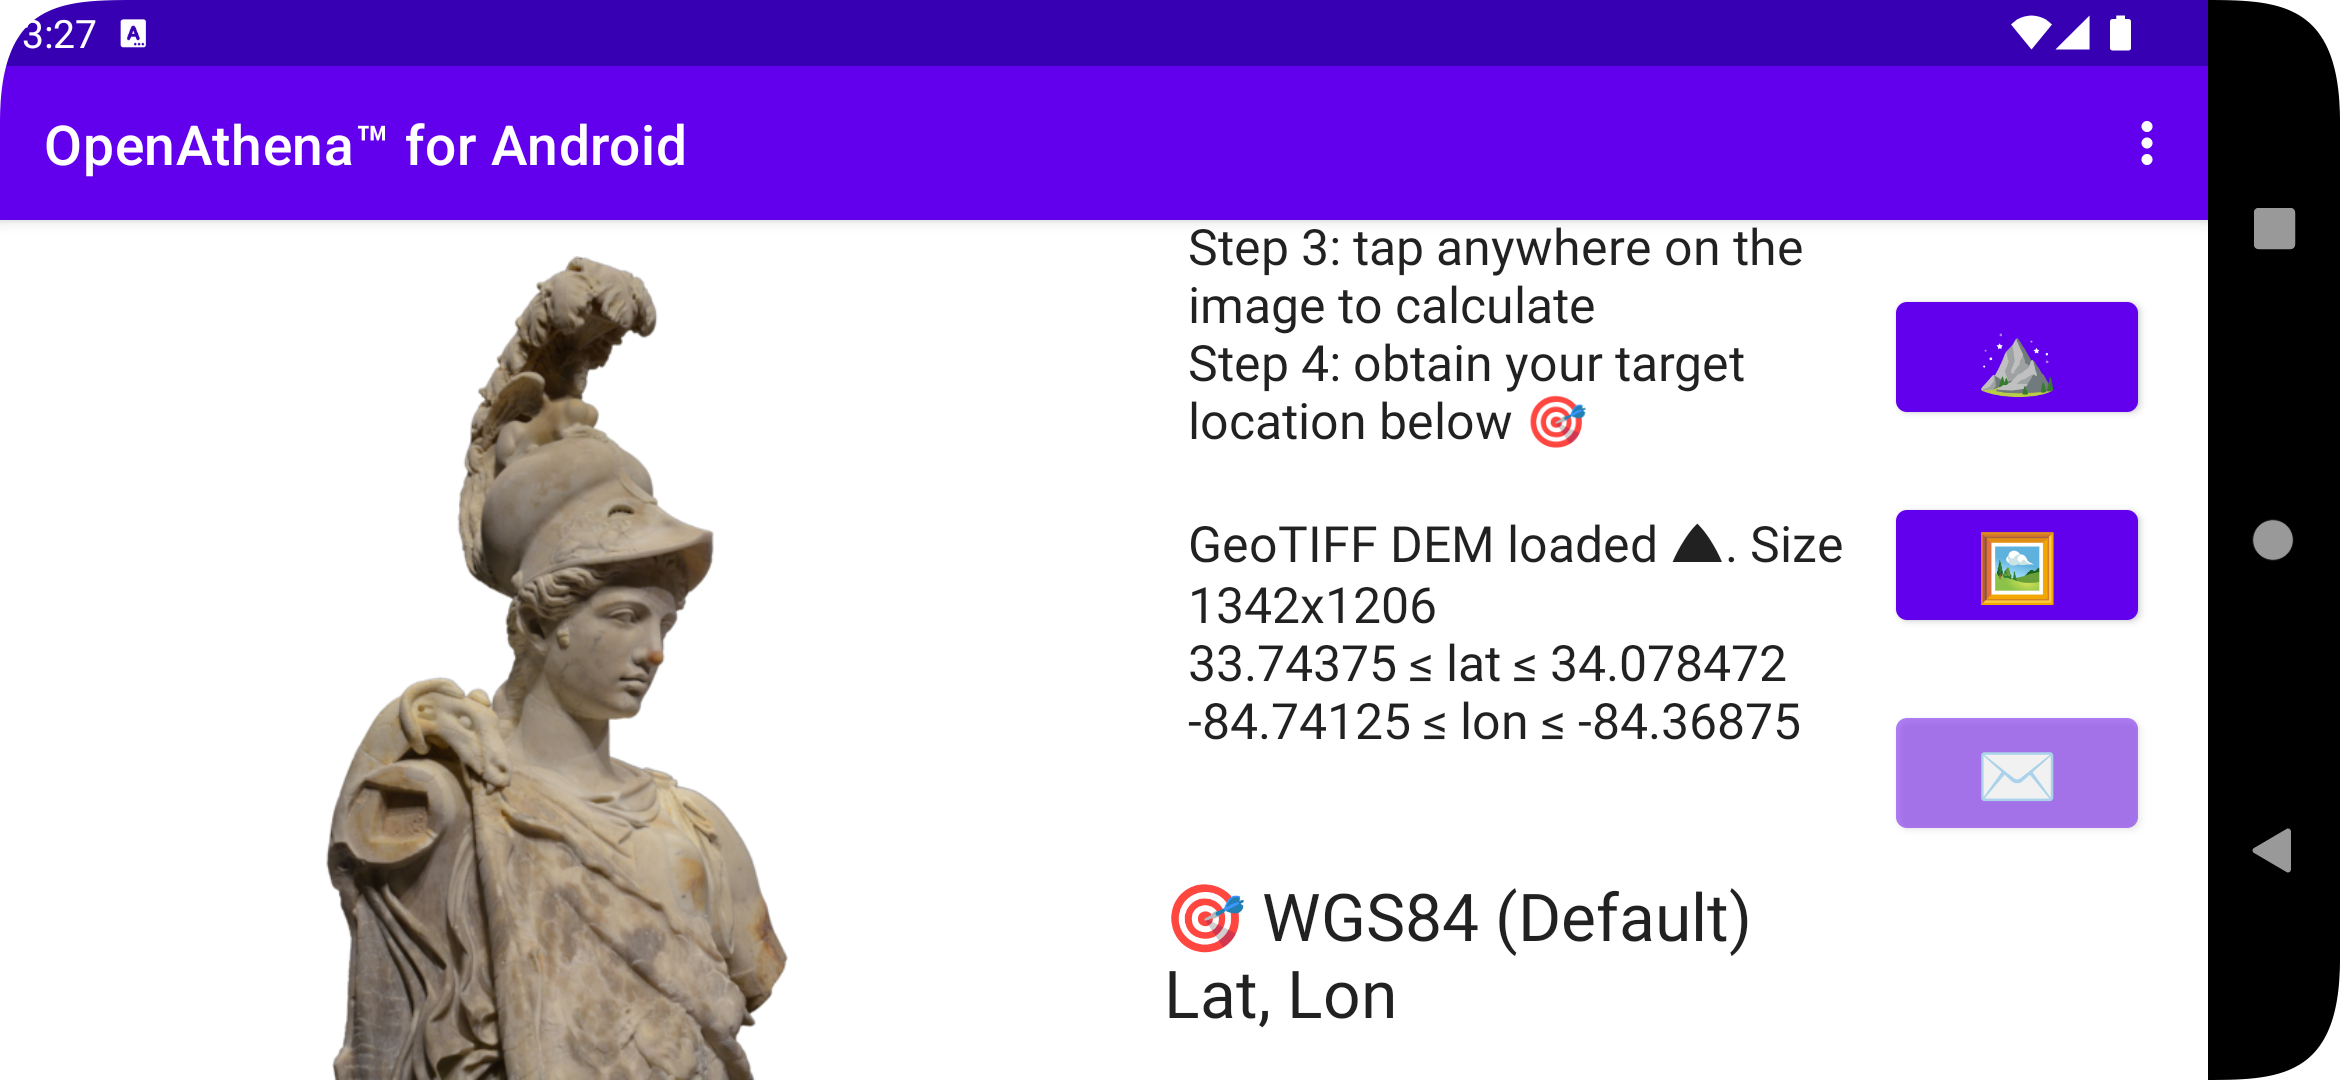 3:27
A
OpenAthena™ for Android
Step 3: tap anywhere on the
image to calculate
Step 4: obtain your target
location below 🎯
GeoTIFF DEM loaded ⛰. Size
1342x1206
33.74375 ≤ lat ≤ 34.078472
-84.74125 ≤ lon ≤ -84.36875
🎯 WGS84 (Default)
Lat, Lon